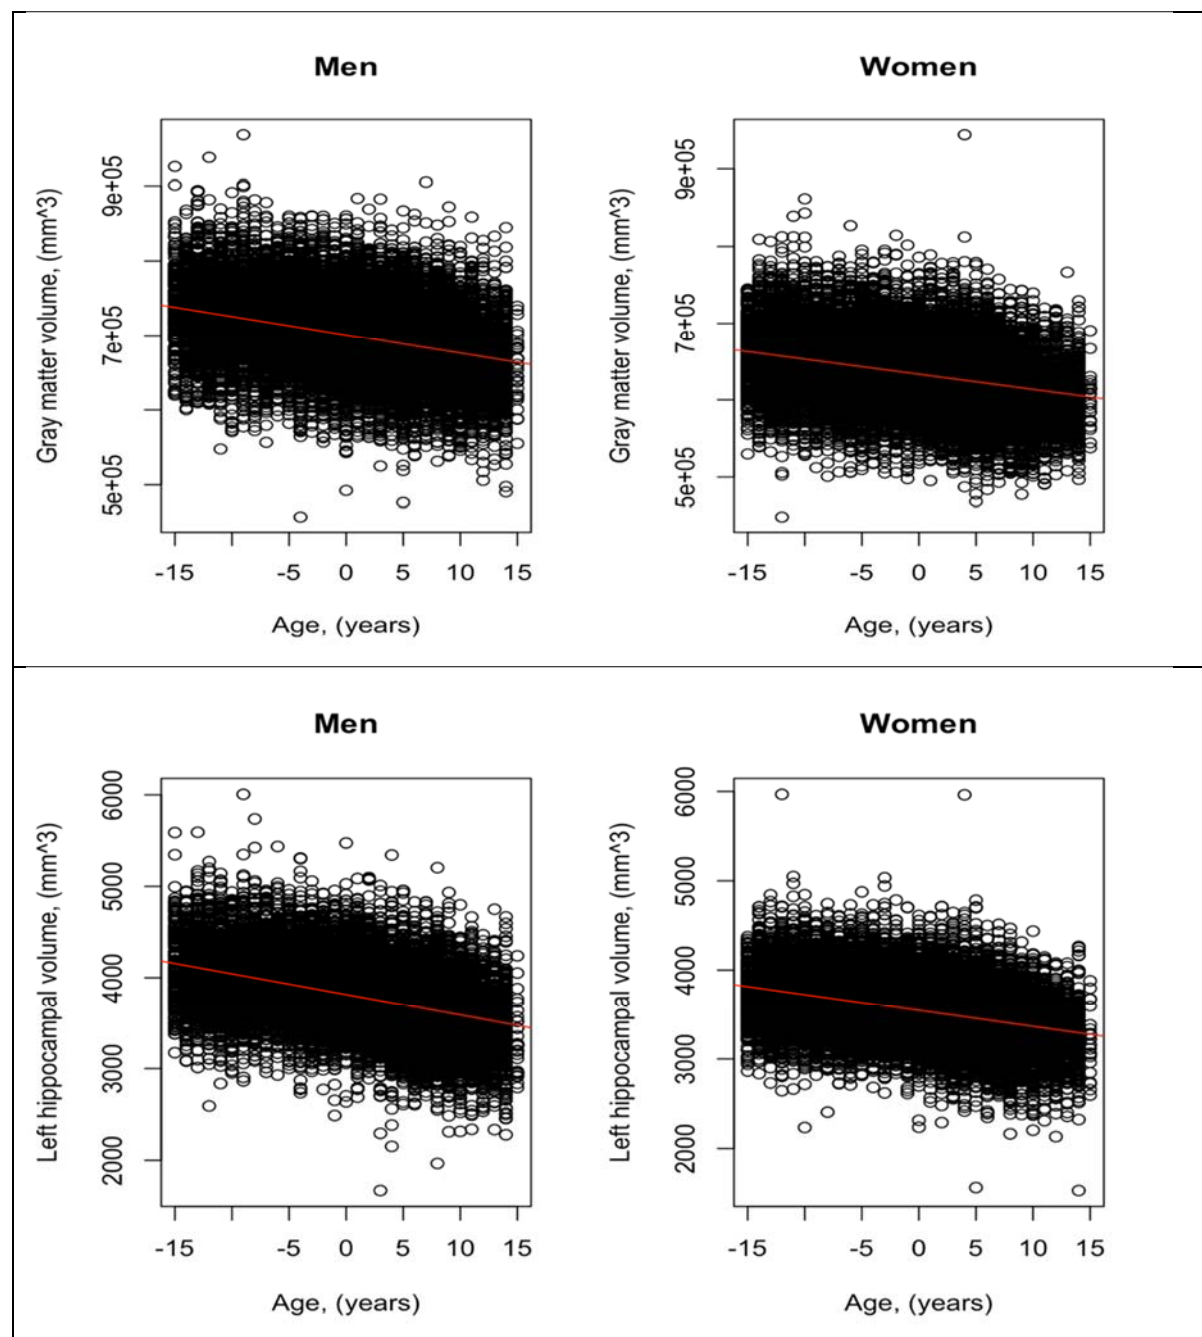 Men
Women
Gray matter volume, (mm^3)
9e+05
7e+05
5e+05
-15 -5 0 5 10 15
Age, (years)
Gray matter volume, (mm^3)
9e+05
7e+05
5e+05
-15 -5 0 5 10 15
Age, (years)
Men
Women
Left hippocampal volume, (mm^3)
6000
5000
4000
3000
2000
-15 -5 0 5 10 15
Age, (years)
Left hippocampal volume, (mm^3)
6000
5000
4000
3000
2000
-15 -5 0 5 10 15
Age, (years)